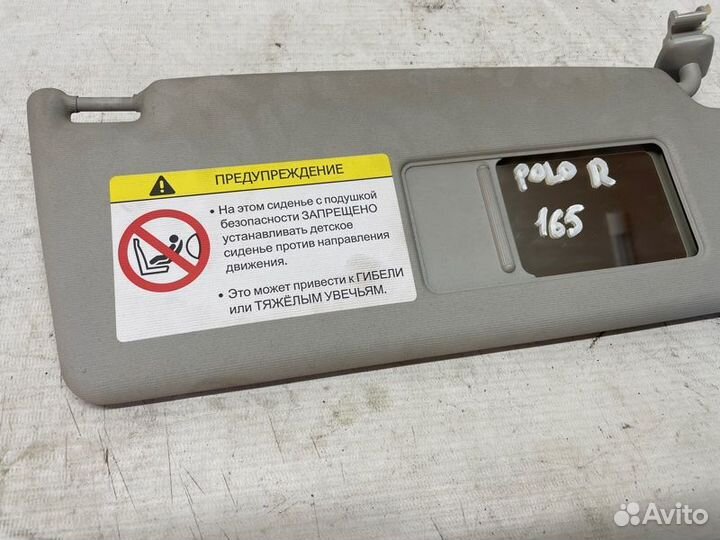 ПРЕДУПРЕЖДЕНИЕ
• На этом сиденье с подушкой
безопасности ЗАПРЕЩЕНО
устанавливать детское
сиденье против направления
движения.
• Это может привести к ГИБЕЛИ
или ТЯЖЁЛЫМ УВЕЧЬЯМ.
POLO R
165
Avito